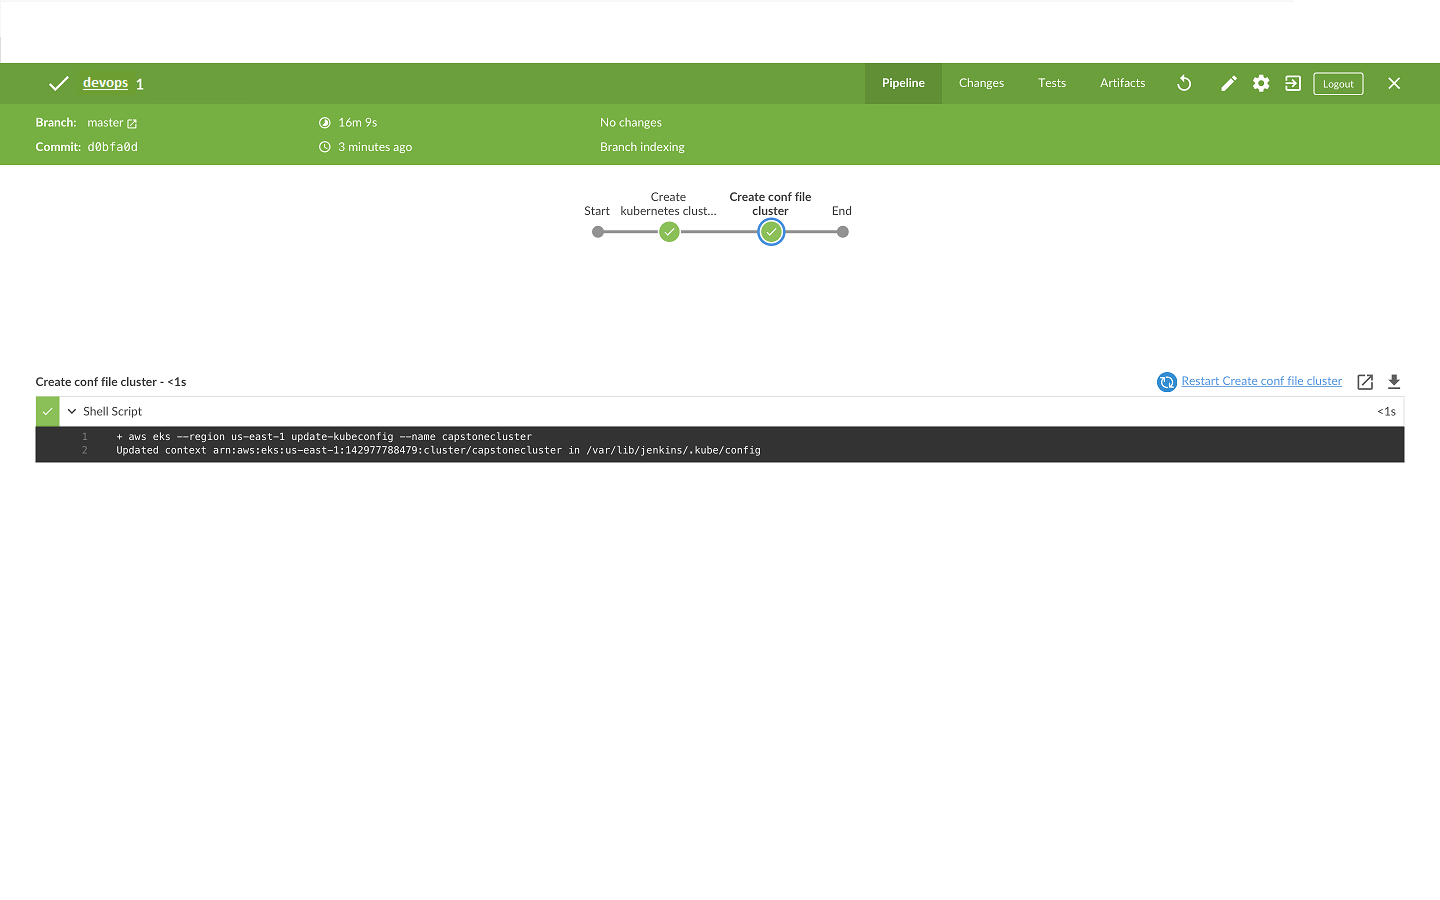 devops 1
Pipeline Changes Tests Artifacts Logout
Branch: master
16m 9s
No changes
Commit: d0bfa0d
3 minutes ago
Branch indexing
Start
Create
kubernetes clust...
Create conf file
cluster
End
Create conf file cluster - <1s
Restart Create conf file cluster
Shell Script
<1s
1 + aws eks --region us-east-1 update-kubeconfig --name capstonecluster
2 Updated context arn:aws:eks:us-east-1:142977788479:cluster/capstonecluster in /var/lib/jenkins/.kube/config